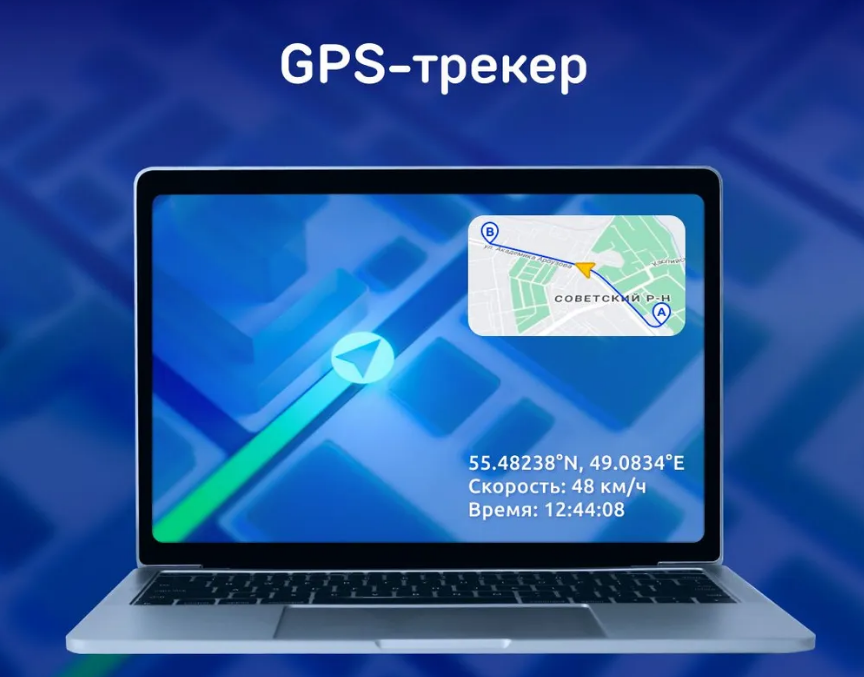 GPS-трекер
B
СОВЕТСКИЙ Р-Н
A
55.48238°N, 49.0834°E
Скорость: 48 км/ч
Время: 12:44:08